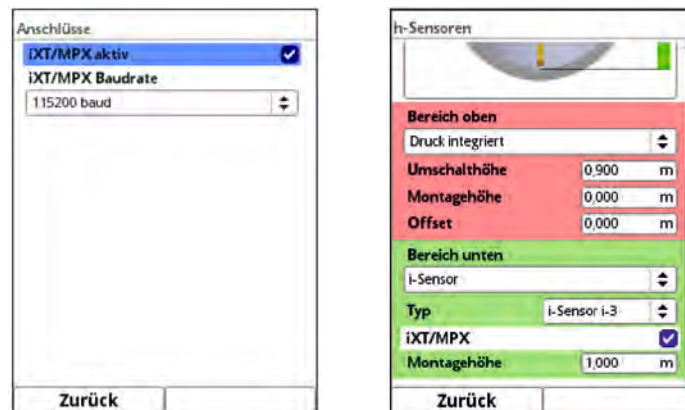 Anschlüsse
iXT/MPX aktiv
iXT/MPX Baudrate
115200 baud
Zurück
h-Sensoren
Bereich oben
Druck integriert
Umschalthöhe 0,900 m
Montagehöhe 0,000 m
Offset 0,000 m
Bereich unten
i-Sensor
Typ i-Sensor i-3
iXT/MPX
Montagehöhe 1,000 m
Zurück